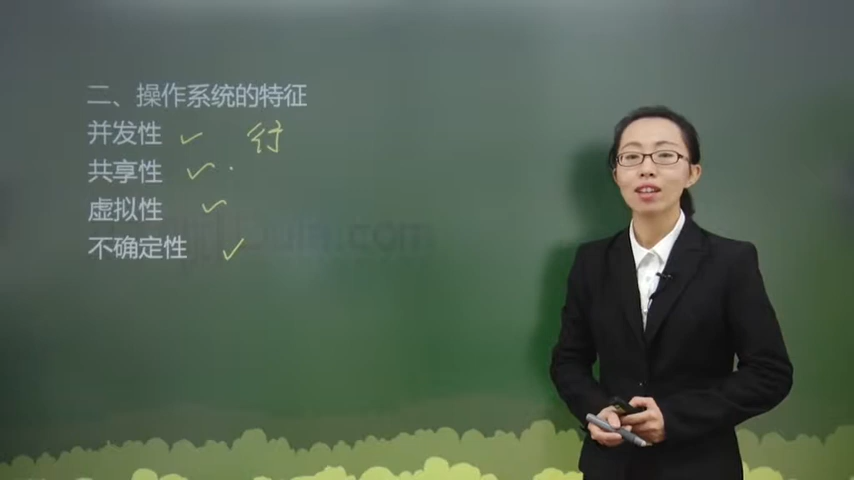 二、操作系统的特征
并发性 ✓ 行
共享性 ✓
虚拟性 ✓
不确定性 ✓